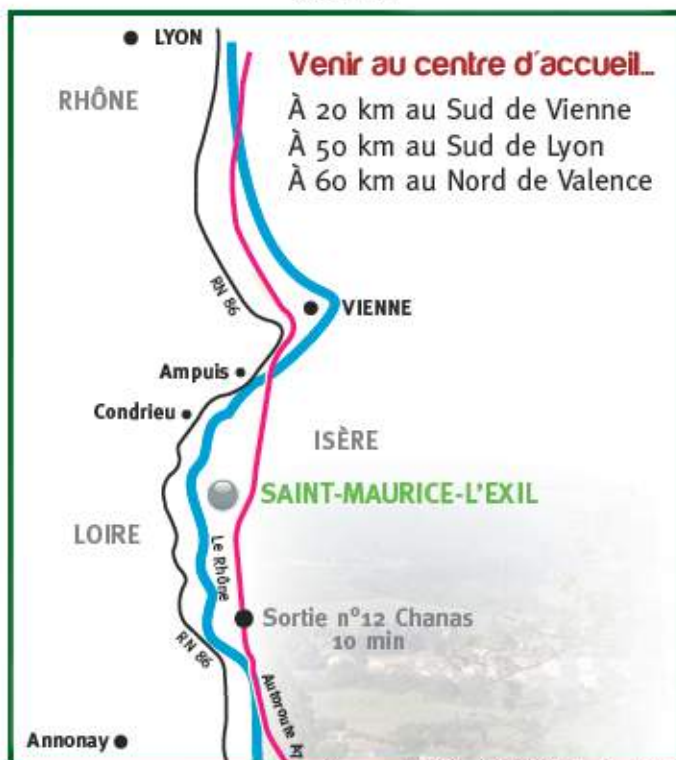 LYON
RHÔNE
Venir au centre d'accueil...
À 20 km au Sud de Vienne
À 50 km au Sud de Lyon
À 60 km au Nord de Valence
RN 86
VIENNE
Ampuis
Condrieu
ISÈRE
SAINT-MAURICE-L'EXIL
LOIRE
Le Rhône
Sortie n°12 Chanas
10 min
RN 86
Autoroute
Annonay